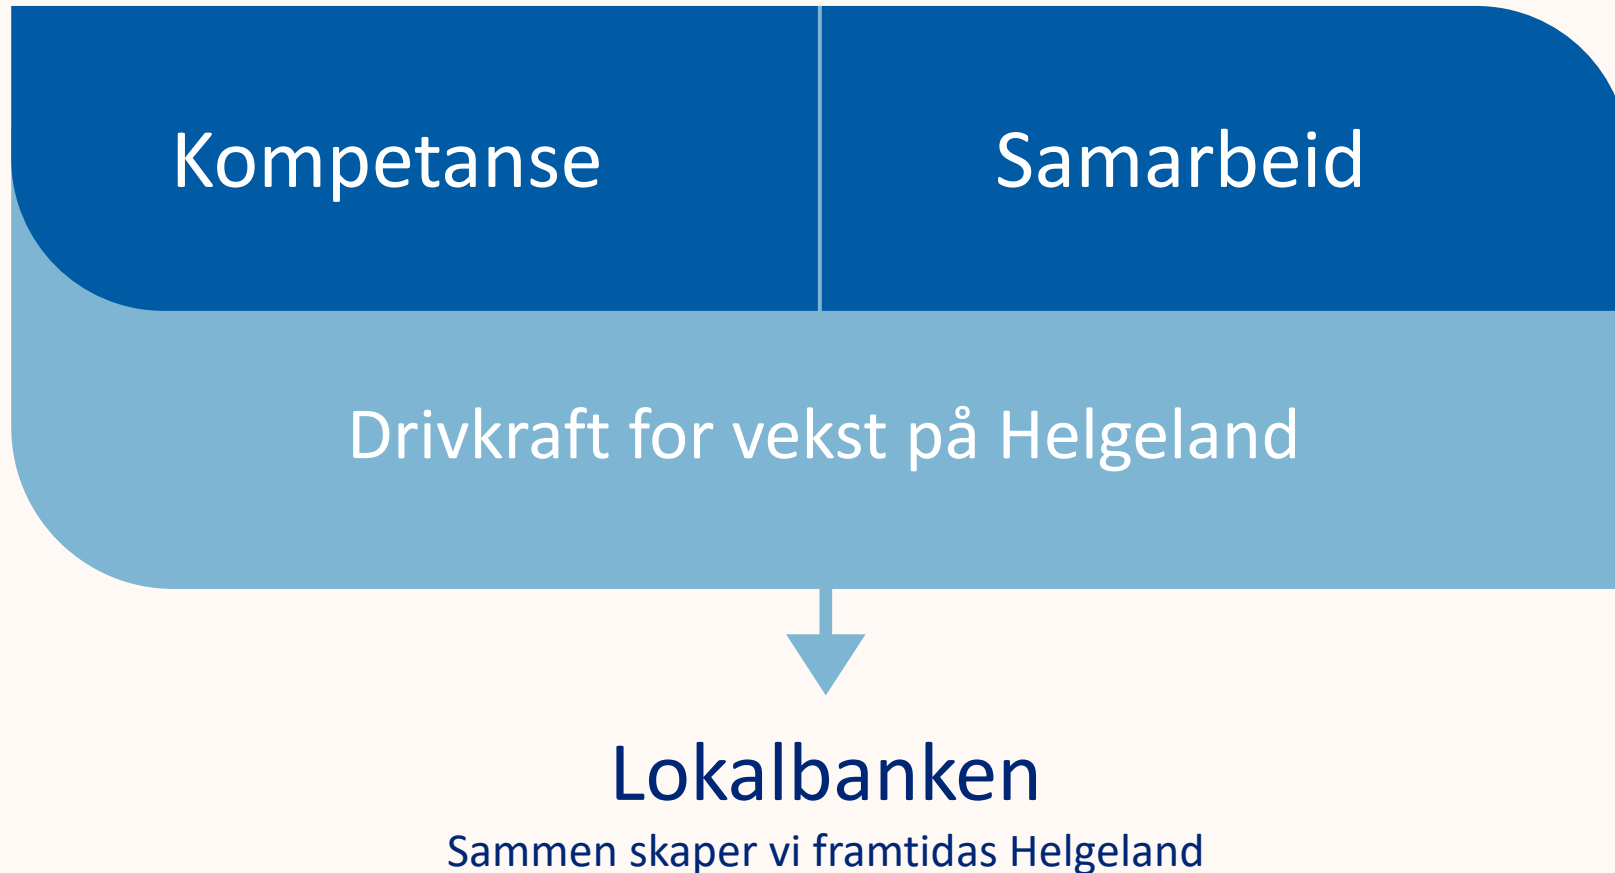 Kompetanse
Samarbeid
Drivkraft for vekst på Helgeland
Lokalbanken
Sammen skaper vi framtidas Helgeland